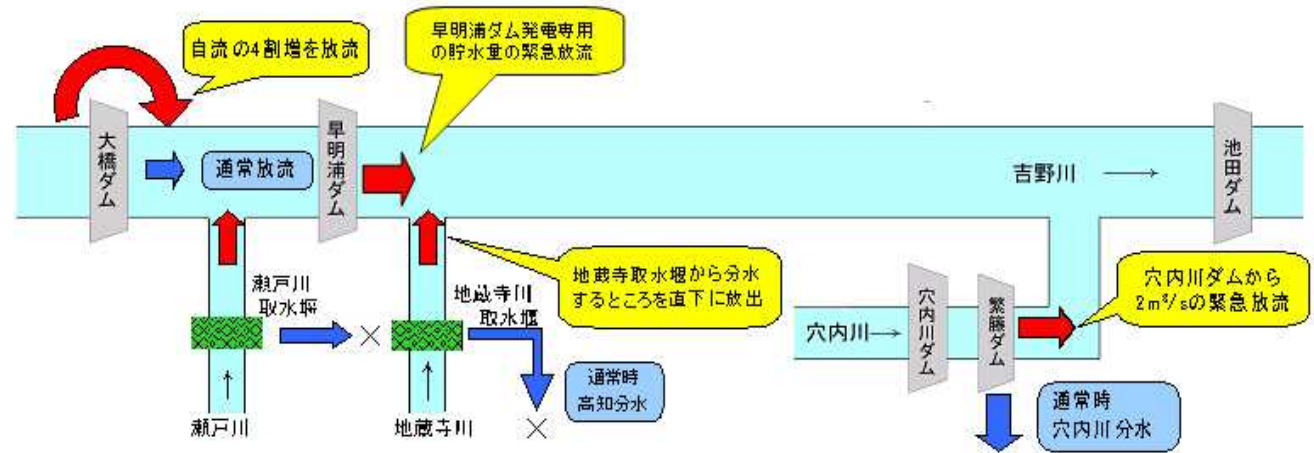 自流の4割増を放流
早明浦ダム発電専用
の貯水量の緊急放流
大橋ダム
通常放流
早明浦ダム
吉野川 →
池田ダム
瀬戸川
取水堰
地蔵寺川
取水堰
地蔵寺取水堰から分水
するところを直下に放出
穴内川ダムから
2m³/sの緊急放流
穴内川→
穴内川ダム
繁藤ダム
通常時
高知分水
通常時
穴内川分水
瀬戸川
地蔵寺川